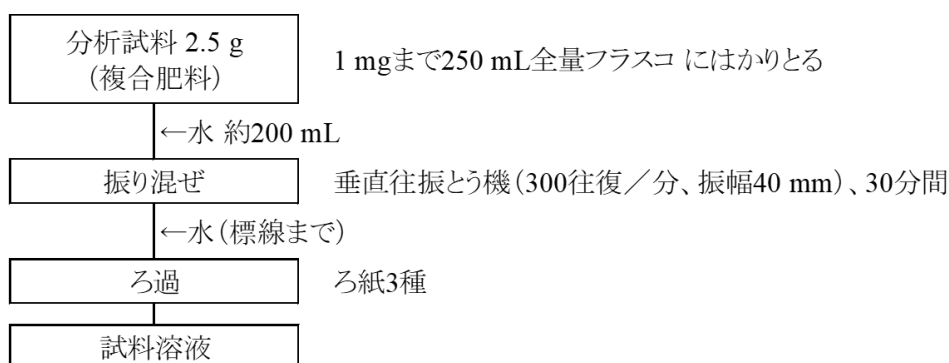 分析試料 2.5 g
(複合肥料)
1 mgまで250 mL全量フラスコ にはかりとる
←水 約200 mL
振り混ぜ
垂直往振とう機(300往復/分、振幅40 mm)、30分間
←水(標線まで)
ろ過
ろ紙3種
試料溶液